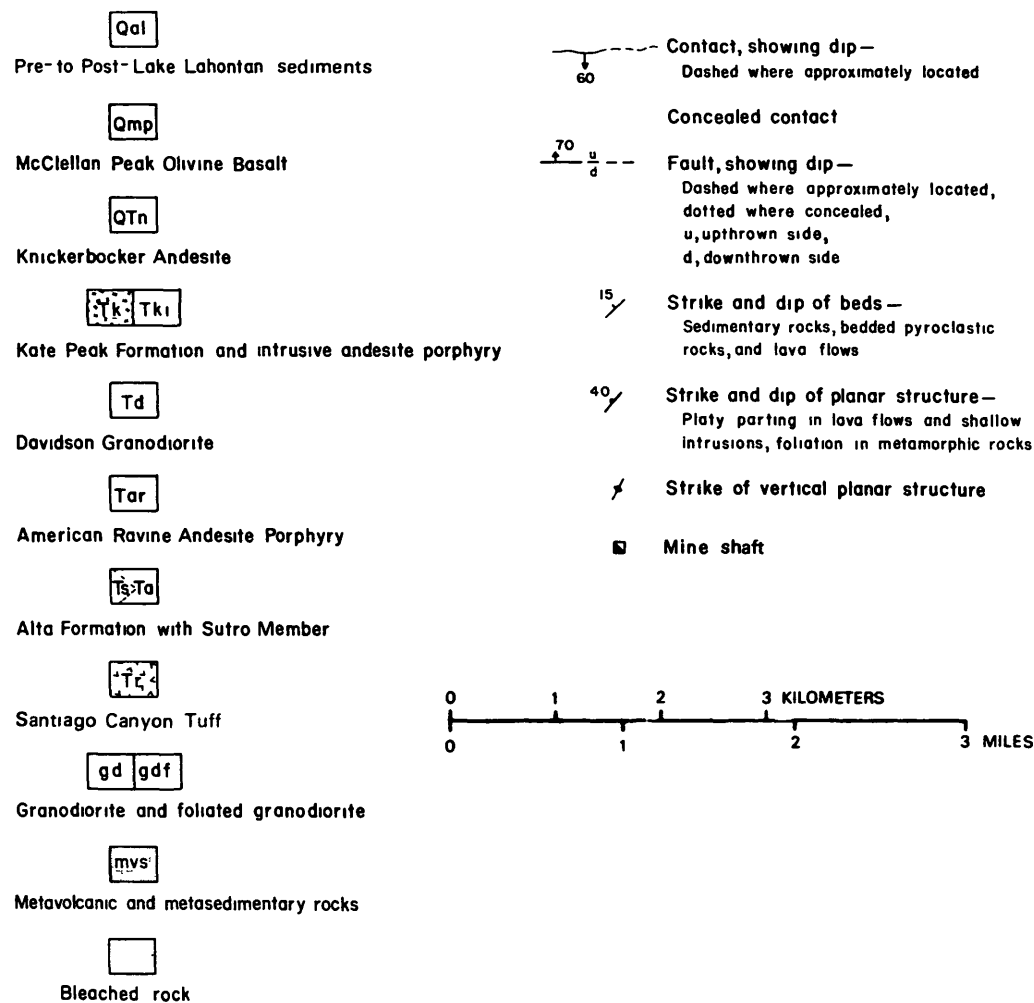 Qal
Pre- to Post-Lake Lahontan sediments
Qmp
McClellan Peak Olivine Basalt
QTn
Knickerbocker Andesite
Tk Tki
Kate Peak Formation and intrusive andesite porphyry
Td
Davidson Granodiorite
Tar
American Ravine Andesite Porphyry
Ts Ta
Alta Formation with Sutro Member
Santiago Canyon Tuff
gd gdf
Granodiorite and foliated granodiorite
mvs
Metavolcanic and metasedimentary rocks
Bleached rock
60
Contact, showing dip—
Dashed where approximately located
Concealed contact
70 u
d
Fault, showing dip—
Dashed where approximately located,
dotted where concealed,
u, upthrown side,
d, downthrown side
15
Strike and dip of beds—
Sedimentary rocks, bedded pyroclastic
rocks, and lava flows
40
Strike and dip of planar structure—
Platy parting in lava flows and shallow
intrusions, foliation in metamorphic rocks
Strike of vertical planar structure
Mine shaft
0 1 2 3 KILOMETERS
0 1 2 3 MILES